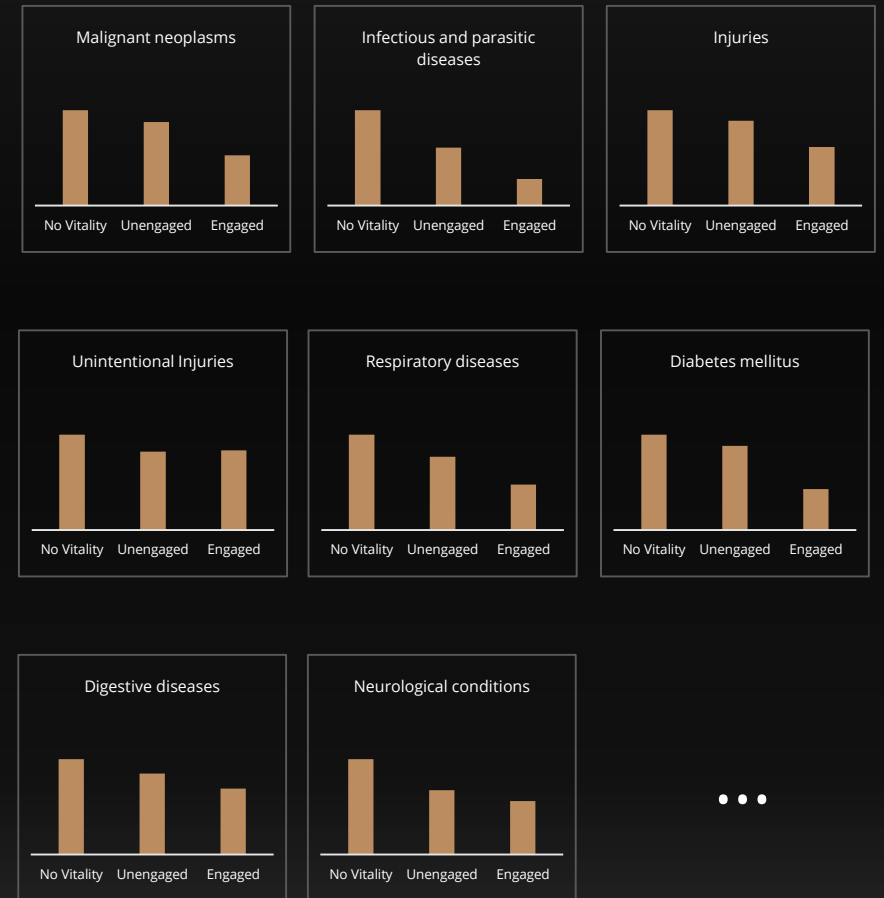 Malignant neoplasms
No Vitality Unengaged Engaged
Infectious and parasitic
diseases
No Vitality Unengaged Engaged
Injuries
No Vitality Unengaged Engaged
Unintentional Injuries
No Vitality Unengaged Engaged
Respiratory diseases
No Vitality Unengaged Engaged
Diabetes mellitus
No Vitality Unengaged Engaged
Digestive diseases
No Vitality Unengaged Engaged
Neurological conditions
No Vitality Unengaged Engaged
...